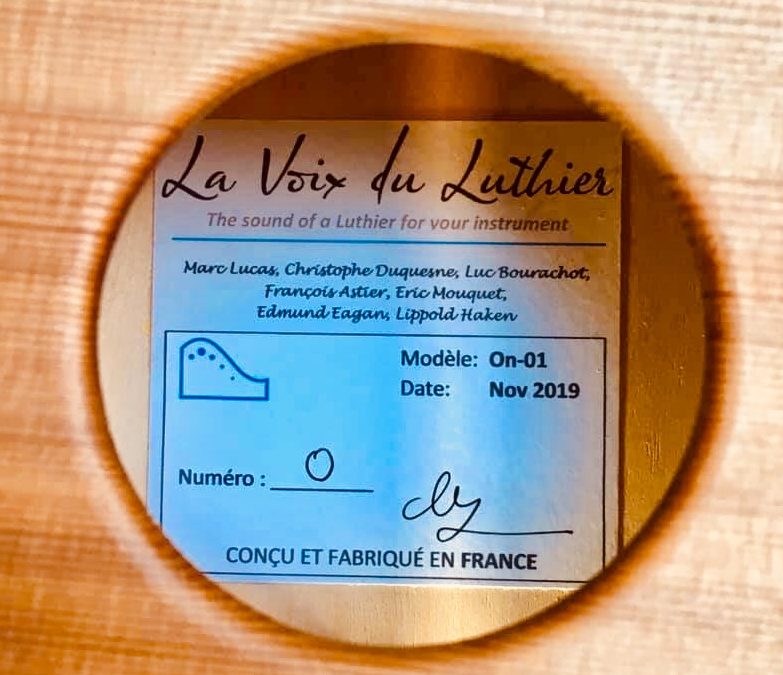 La Voix du Luthier
The sound of a Luthier for your instrument
Marc Lucas, Christophe Duquesne, Luc Bourachot,
François Astier, Eric Mouquet,
Edmund Eagan, Lippold Haken
Modèle: On-01
Date: Nov 2019
Numéro : 0
CONÇU ET FABRIQUÉ EN FRANCE